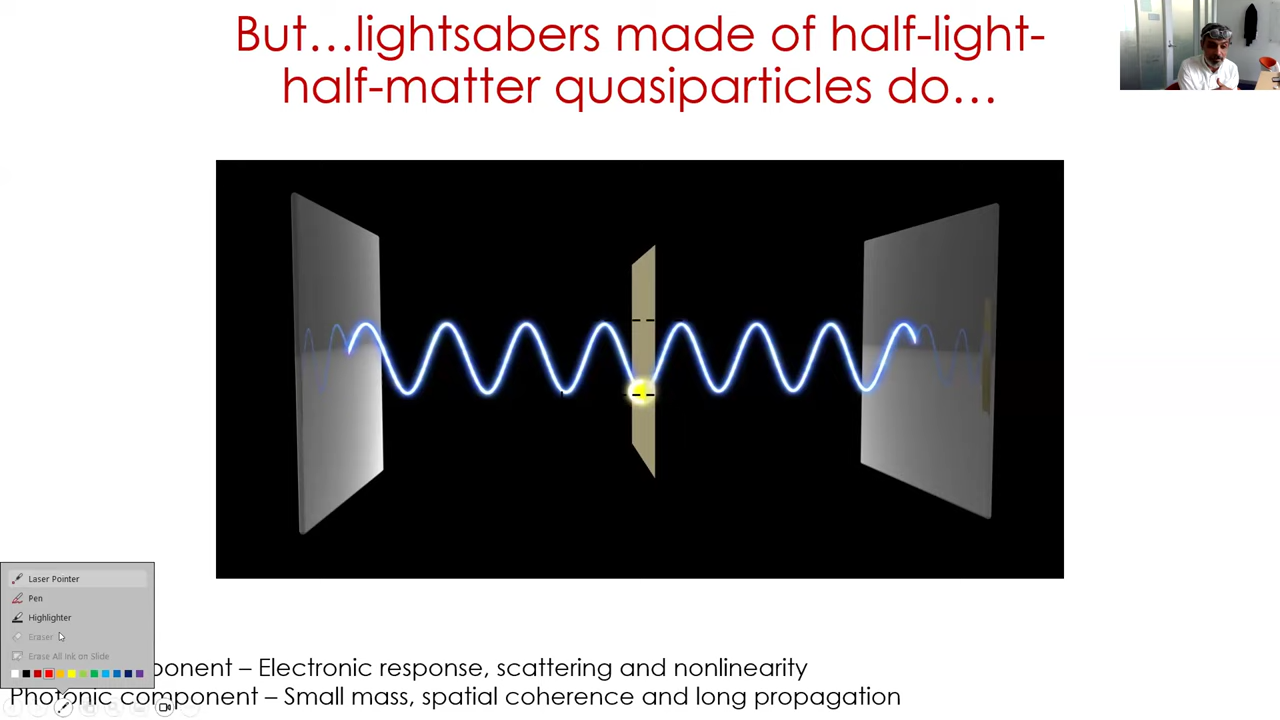 But...lightsabers made of half-light-
half-matter quasiparticles do...
Laser Pointer
Pen
Highlighter
Eraser
Erase All Ink on Slide
ponent – Electronic response, scattering and nonlinearity
Photonic component – Small mass, spatial coherence and long propagation